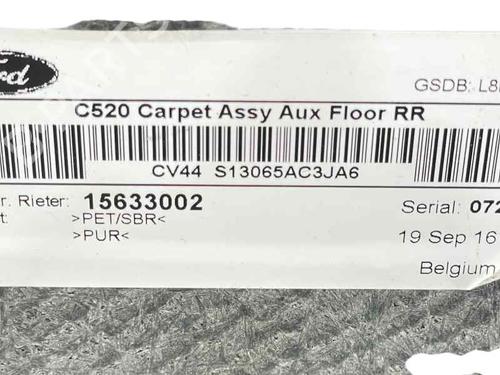 Ford
GSDB: L8
C520 Carpet Assy Aux Floor RR
CV44 S13065AC3JA6
r. Rieter: 15633002
t: >PET/SBR<
>PUR<
Serial: 072
19 Sep 16
Belgium